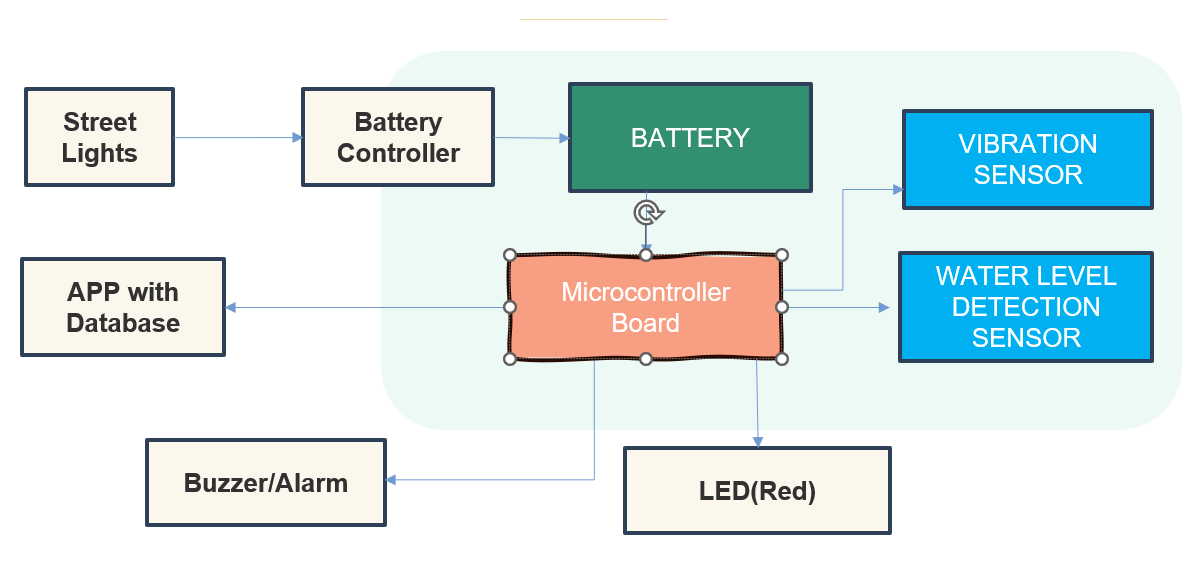 Street
Lights
Battery
Controller
BATTERY
VIBRATION
SENSOR
APP with
Database
Microcontroller
Board
WATER LEVEL
DETECTION
SENSOR
Buzzer/Alarm
LED(Red)